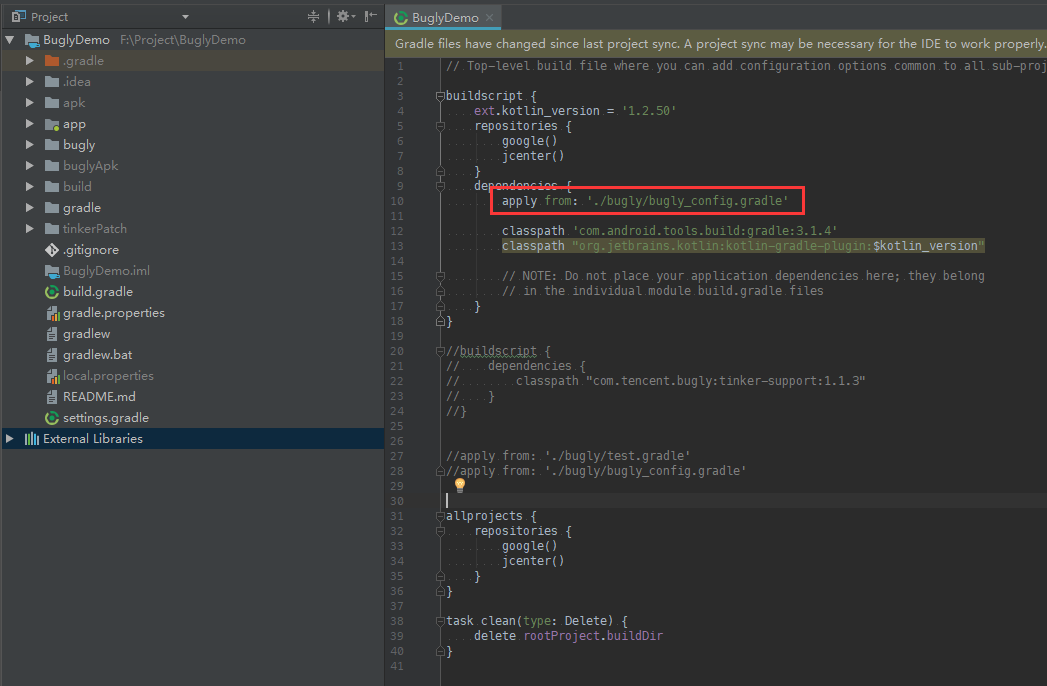 Project
BuglyDemo F:\Project\BuglyDemo
.gradle
.idea
apk
app
bugly
buglyApk
build
gradle
tinkerPatch
.gitignore
BuglyDemo.iml
build.gradle
gradle.properties
gradlew
gradlew.bat
local.properties
README.md
settings.gradle
External Libraries
BuglyDemo
Gradle files have changed since last project sync. A project sync may be necessary for the IDE to work properly.
1 // Top-level build file where you can add configuration options common to all sub-proj
2
3 buildscript {
4 ext.kotlin_version = '1.2.50'
5 repositories {
6 google()
7 jcenter()
8 }
9 dependencies {
10 apply from: './bugly/bugly_config.gradle'
11
12 classpath 'com.android.tools.build:gradle:3.1.4'
13 classpath "org.jetbrains.kotlin:kotlin-gradle-plugin:$kotlin_version"
14
15 // NOTE: Do not place your application dependencies here; they belong
16 // in the individual module build.gradle files
17 }
18 }
19
20 //buildscript {
21 // dependencies {
22 // classpath "com.tencent.bugly:tinker-support:1.1.3"
23 // }
24 //}
25
26
27 //apply from: './bugly/test.gradle'
28 //apply from: './bugly/bugly_config.gradle'
29
30
31 allprojects {
32 repositories {
33 google()
34 jcenter()
35 }
36 }
37
38 task clean(type: Delete) {
39 delete rootProject.buildDir
40 }
41